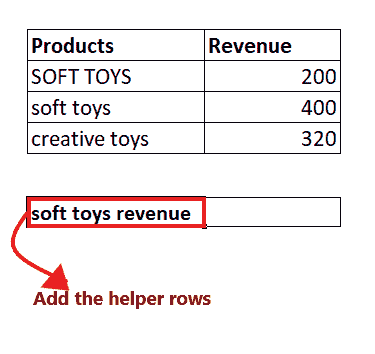 Products Revenue
SOFT TOYS 200
soft toys 400
creative toys 320
soft toys revenue
Add the helper rows